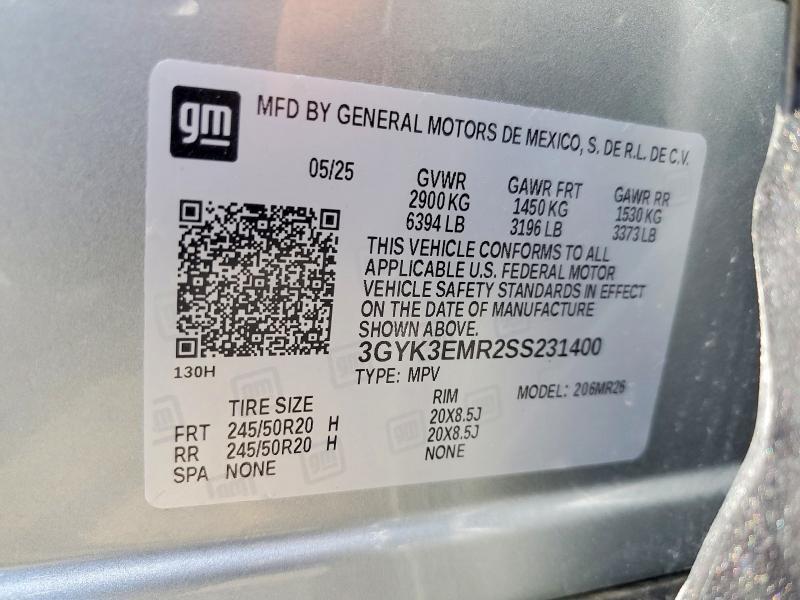 gm
MFD BY GENERAL MOTORS DE MEXICO, S. DE R.L. DE C.V.
05/25 GVWR GAWR FRT GAWR RR
2900 KG 1450 KG 1530 KG
6394 LB 3196 LB 3373 LB
THIS VEHICLE CONFORMS TO ALL
APPLICABLE U.S. FEDERAL MOTOR
VEHICLE SAFETY STANDARDS IN EFFECT
ON THE DATE OF MANUFACTURE
SHOWN ABOVE.
3GYK3EMR2SS231400
130H
TYPE: MPV MODEL: 206MR26
TIRE SIZE RIM
FRT 245/50R20 H 20X8.5J
RR 245/50R20 H 20X8.5J
SPA NONE NONE